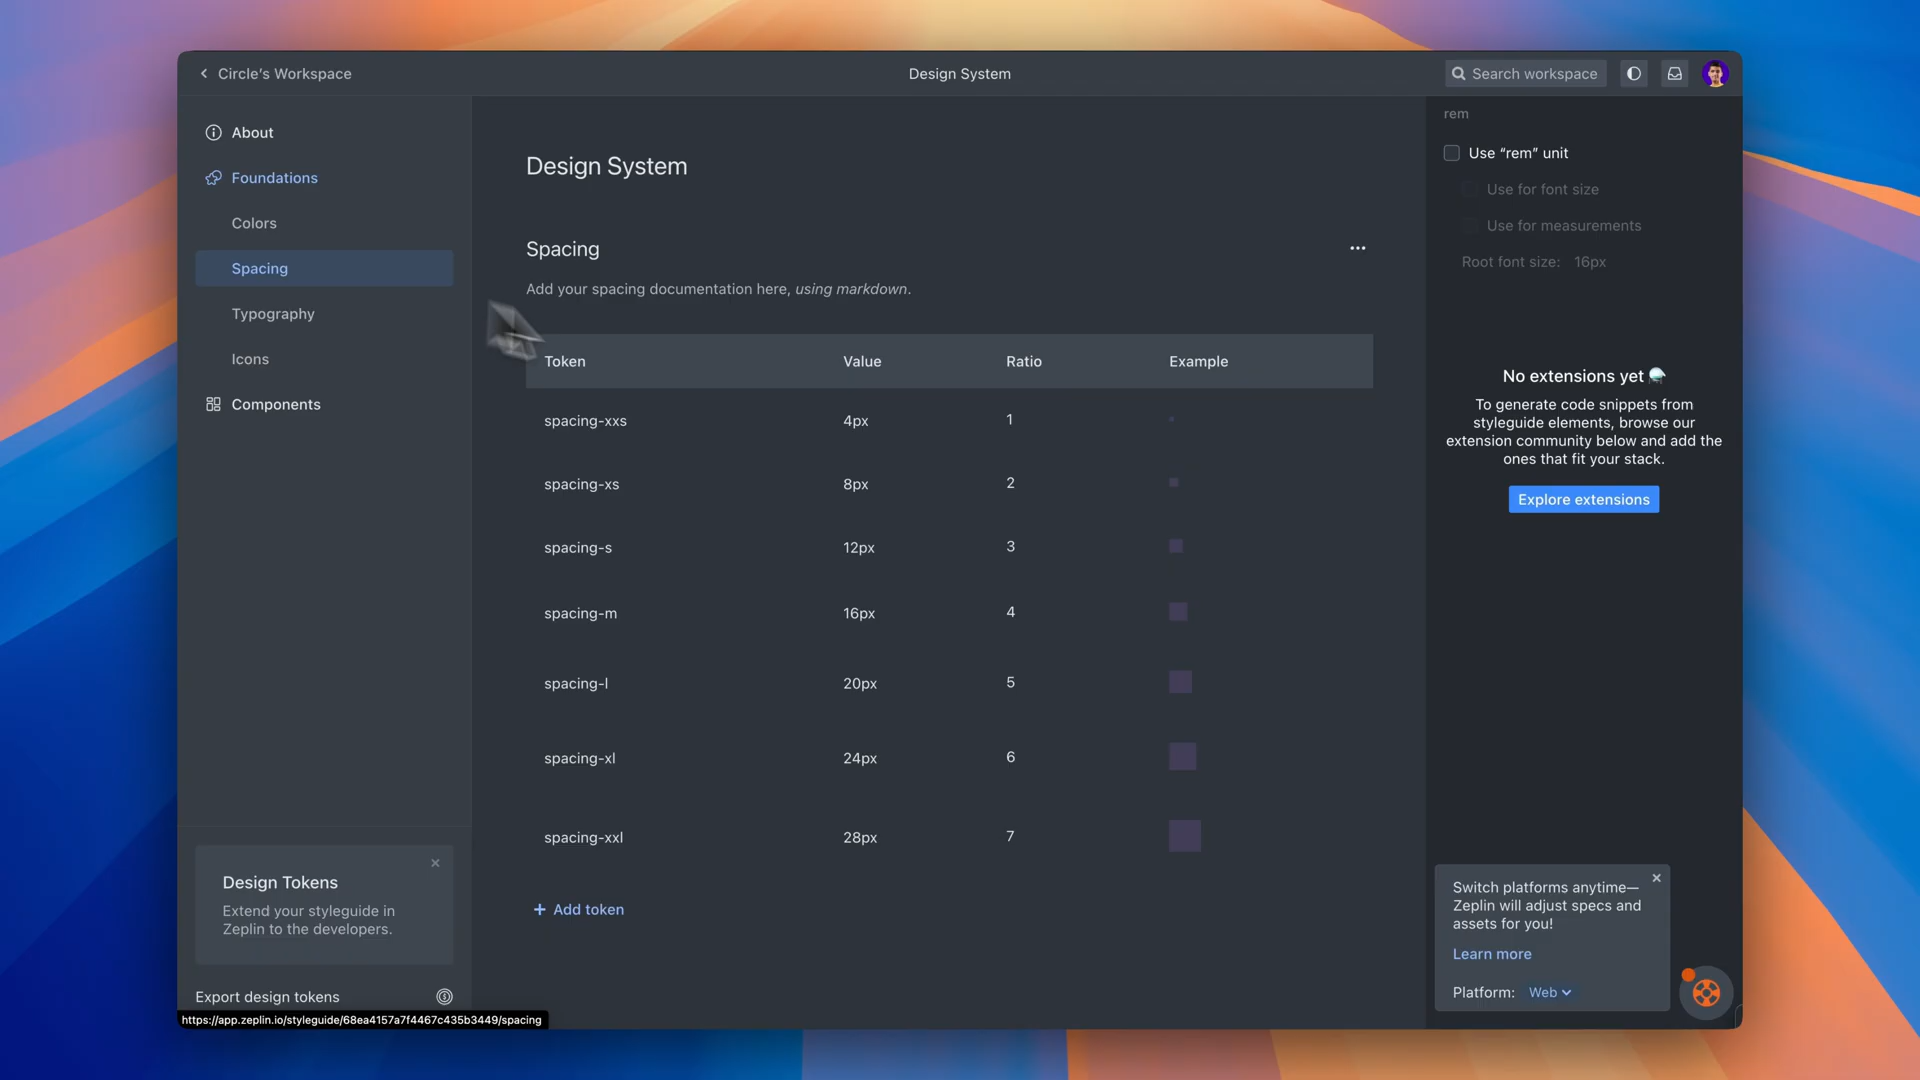 Circle's Workspace
Design System
Search workspace
About
Foundations
Colors
Spacing
Typography
Icons
Components
Design Tokens
Extend your styleguide in
Zeplin to the developers.
Export design tokens
https://app.zeplin.io/styleguide/68ea4157a7f4467c435b3449/spacing
Design System
Spacing
Add your spacing documentation here, using markdown.
Token Value Ratio Example
spacing-xxs 4px 1
spacing-xs 8px 2
spacing-s 12px 3
spacing-m 16px 4
spacing-l 20px 5
spacing-xl 24px 6
spacing-xxl 28px 7
+ Add token
rem
Use “rem” unit
Use for font size
Use for measurements
Root font size: 16px
No extensions yet
To generate code snippets from
styleguide elements, browse our
extension community below and add the
ones that fit your stack.
Explore extensions
Switch platforms anytime—
Zeplin will adjust specs and
assets for you!
Learn more
Platform: Web